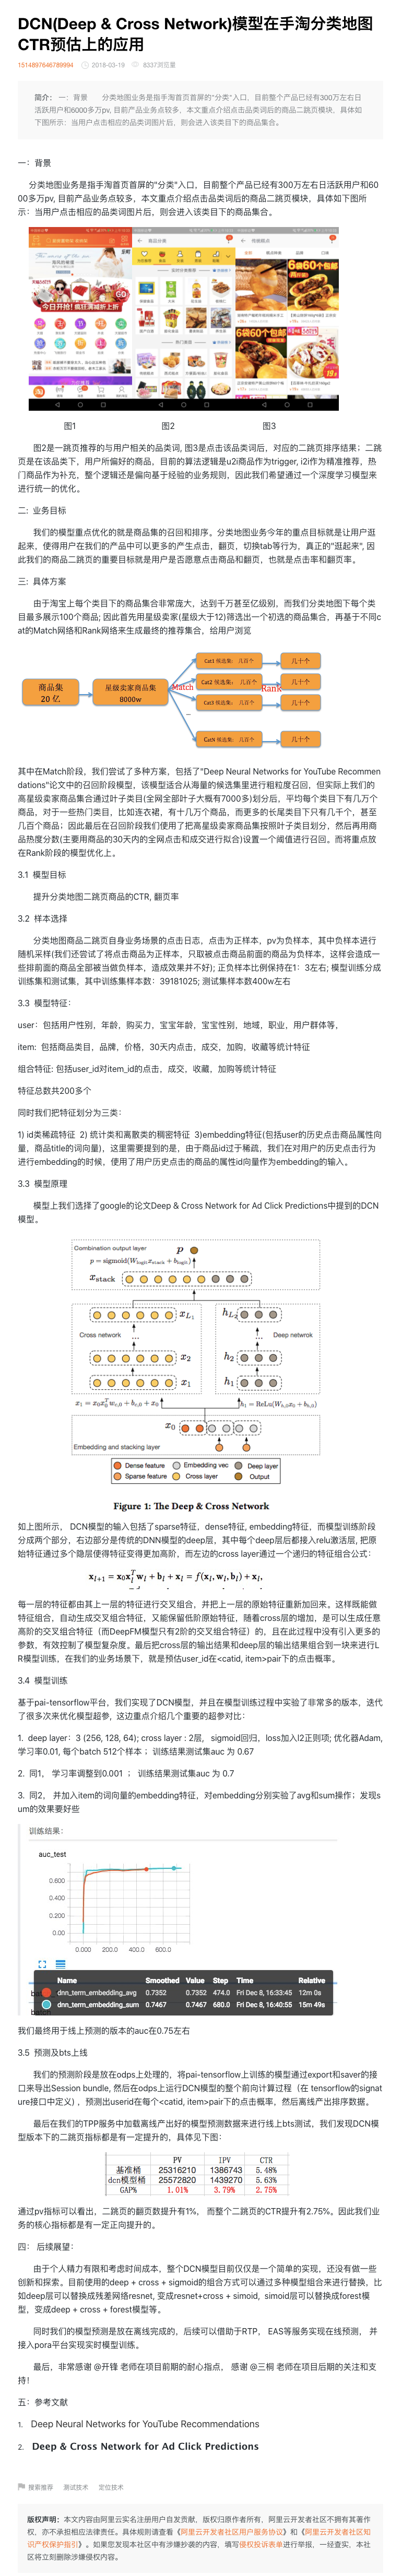 DCN(Deep & Cross Network)模型在手淘分类地图
CTR预估上的应用
1514897646789994 2018-03-19 8337浏览量
简介： 一：背景 分类地图业务是指手淘首页首屏的"分类"入口，目前整个产品已经有300万左右日
活跃用户和6000多万pv, 目前产品业务点较多，本文重点介绍点击品类词后的商品二跳页模块，具体如
下图所示：当用户点击相应的品类词图片后，则会进入该类目下的商品集合。
一：背景
分类地图业务是指手淘首页首屏的"分类"入口，目前整个产品已经有300万左右日活跃用户和60
00多万pv, 目前产品业务点较多，本文重点介绍点击品类词后的商品二跳页模块，具体如下图所
示：当用户点击相应的品类词图片后，则会进入该类目下的商品集合。
图1 图2 图3
图2是一跳页推荐的与用户相关的品类词, 图3是点击该品类词后，对应的二跳页排序结果；二跳
页是在该品类下，用户所偏好的商品，目前的算法逻辑是u2i商品作为trigger, i2i作为精准推荐，热
门商品作为补充，整个逻辑还是偏向基于经验的业务规则，因此我们希望通过一个深度学习模型来
进行统一的优化。
二: 业务目标
我们的模型重点优化的就是商品集的召回和排序。分类地图业务今年的重点目标就是让用户逛
起来，使得用户在我们的产品中可以更多的产生点击，翻页，切换tab等行为，真正的"逛起来", 因
此我们的商品二跳页的重要目标就是用户是否愿意点击商品和翻页，也就是点击率和翻页率。
三: 具体方案
由于淘宝上每个类目下的商品集合非常庞大，达到千万甚至亿级别，而我们分类地图下每个类
目最多展示100个商品; 因此首先用星级卖家(星级大于12)筛选出一个初选的商品集合，再基于不同c
at的Match网络和Rank网络来生成最终的推荐集合，给用户浏览
商品集
20 亿
星级卖家商品集
8000w
Match
Cat1 候选集： 几百个
Cat2 候选集： 几百个
Cat3 候选集： 几百个
CatN 候选集： 几百个
Rank
几十个
几十个
几十个
几十个
其中在Match阶段，我们尝试了多种方案，包括了"Deep Neural Networks for YouTube Recommen
dations"论文中的召回阶段模型，该模型适合从海量的候选集里进行粗粒度召回，但实际上我们的
高星级卖家商品集合通过叶子类目(全网全部叶子大概有7000多)划分后，平均每个类目下有几万个
商品，对于一些热门类目，比如连衣裙，有十几万个商品，而更多的长尾类目下只有几千个，甚至
几百个商品；因此最后在召回阶段我们使用了把高星级卖家商品集按照叶子类目划分，然后再用商
品热度分数(主要用商品的30天内的全网点击和成交进行拟合)设置一个阈值进行召回。而将重点放
在Rank阶段的模型优化上。
3.1 模型目标
提升分类地图二跳页商品的CTR, 翻页率
3.2 样本选择
分类地图商品二跳页自身业务场景的点击日志，点击为正样本，pv为负样本，其中负样本进行
随机采样(我们还尝试了将点击商品为正样本，只取被点击商品前面的商品为负样本，这样会造成一
些排前面的商品全部被当做负样本，造成效果并不好); 正负样本比例保持在1：3左右; 模型训练分成
训练集和测试集，其中训练集样本数：39181025; 测试集样本数400w左右
3.3 模型特征：
user：包括用户性别，年龄，购买力，宝宝年龄，宝宝性别，地域，职业，用户群体等，
item: 包括商品类目，品牌，价格，30天内点击，成交，加购，收藏等统计特征
组合特征: 包括user_id对item_id的点击，成交，收藏，加购等统计特征
特征总数共200多个
同时我们把特征划分为三类：
1) id类稀疏特征 2) 统计类和离散类的稠密特征 3)embedding特征(包括user的历史点击商品属性向
量，商品title的词向量)，这里需要提到的是，由于商品id过于稀疏，我们在对用户的历史点击行为
进行embedding的时候，使用了用户历史点击的商品的属性id向量作为embedding的输入。
3.3 模型原理
模型上我们选择了google的论文Deep & Cross Network for Ad Click Predictions中提到的DCN
模型。
Combination output layer p
p = sigmoid(W_logit x_stack + b_logit)
x_stack
x_L1 h_L2
Cross network Deep netwrok
x_2 h_2
x_1 h_1
x_1 = x_0 x_0^T w_c,0 + b_c,0 + x_0 h_1 = ReLu(W_h,0 x_0 + b_h,0)
x_0
Embedding and stacking layer
Dense feature Embedding vec Deep layer
Sparse feature Cross layer Output
Figure 1: The Deep & Cross Network
如上图所示， DCN模型的输入包括了sparse特征，dense特征, embedding特征，而模型训练阶段
分成两个部分，右边部分是传统的DNN模型的deep层，其中每个deep层后都接入relu激活层, 把原
始特征通过多个隐层使得特征变得更加高阶，而左边的cross layer通过一个递归的特征组合公式：
x_l+1 = x_0 x_l^T w_l + b_l + x_l = f(x_l, w_l, b_l) + x_l,
每一层的特征都由其上一层的特征进行交叉组合，并把上一层的原始特征重新加回来。这样既能做
特征组合，自动生成交叉组合特征，又能保留低阶原始特征，随着cross层的增加，是可以生成任意
高阶的交叉组合特征（而DeepFM模型只有2阶的交叉组合特征）的，且在此过程中没有引入更多的
参数，有效控制了模型复杂度。最后把cross层的输出结果和deep层的输出结果组合到一块来进行L
R模型训练，在我们的业务场景下，就是预估user_id在<catid, item>pair下的点击概率。
3.4 模型训练
基于pai-tensorflow平台，我们实现了DCN模型，并且在模型训练过程中实验了非常多的版本，迭代
了很多次来优化模型超参，这边重点介绍几个重要的超参对比：
1. deep layer：3 (256, 128, 64); cross layer : 2层，sigmoid回归，loss加入l2正则项; 优化器Adam,
学习率0.01, 每个batch 512个样本 ；训练结果测试集auc 为 0.67
2. 同1， 学习率调整到0.001 ； 训练结果测试集auc 为 0.7
3. 同2， 并加入item的词向量的embedding特征，对embedding分别实验了avg和sum操作；发现s
um的效果要好些
训练结果：
auc_test
0.600
0.400
0.200
0.00
0.000 200.0 400.0 600.0
Name Smoothed Value Step Time Relative
dnn_term_embedding_avg 0.7352 0.7352 474.0 Fri Dec 8, 16:33:45 12m 0s
dnn_term_embedding_sum 0.7467 0.7467 680.0 Fri Dec 8, 16:40:55 15m 49s
我们最终用于线上预测的版本的auc在0.75左右
3.5 预测及bts上线
我们的预测阶段是放在odps上处理的，将pai-tensorflow上训练的模型通过export和saver的接
口来导出Session bundle, 然后在odps上运行DCN模型的整个前向计算过程（在 tensorflow的signat
ure接口中定义) ，预测出userid在每个<catid, item>pair下的点击概率，然后离线产出排序数据。
最后在我们的TPP服务中加载离线产出好的模型预测数据来进行线上bts测试，我们发现DCN模
型版本下的二跳页指标都是有一定提升的，具体见下图：
PV IPV CTR
基准桶 25316210 1386743 5.48%
dcn模型桶 25572820 1439270 5.63%
GAP% 1.01% 3.79% 2.75%
通过pv指标可以看出，二跳页的翻页数提升有1%， 而整个二跳页的CTR提升有2.75%。因此我们业
务的核心指标都是有一定正向提升的。
四： 后续展望：
由于个人精力有限和考虑时间成本，整个DCN模型目前仅仅是一个简单的实现，还没有做一些
创新和探索。目前使用的deep + cross + sigmoid的组合方式可以通过多种模型组合来进行替换，比
如deep层可以替换成残差网络resnet, 变成resnet+cross + simoid, simoid层可以替换成forest模
型，变成deep + cross + forest模型等。
同时我们的模型预测是放在离线完成的，后续可以借助于RTP， EAS等服务实现在线预测， 并
接入pora平台实现实时模型训练。
最后，非常感谢 @开锋 老师在项目前期的耐心指点， 感谢 @三桐 老师在项目后期的关注和支
持！
五：参考文献
1. Deep Neural Networks for YouTube Recommendations
2. Deep & Cross Network for Ad Click Predictions
搜索推荐 测试技术 定位技术
版权声明：本文内容由阿里云实名注册用户自发贡献，版权归原作者所有，阿里云开发者社区不拥有其著作
权，亦不承担相应法律责任。具体规则请查看《阿里云开发者社区用户服务协议》和《阿里云开发者社区知
识产权保护指引》。如果您发现本社区中有涉嫌抄袭的内容，填写侵权投诉表单进行举报，一经查实，本社
区将立刻删除涉嫌侵权内容。